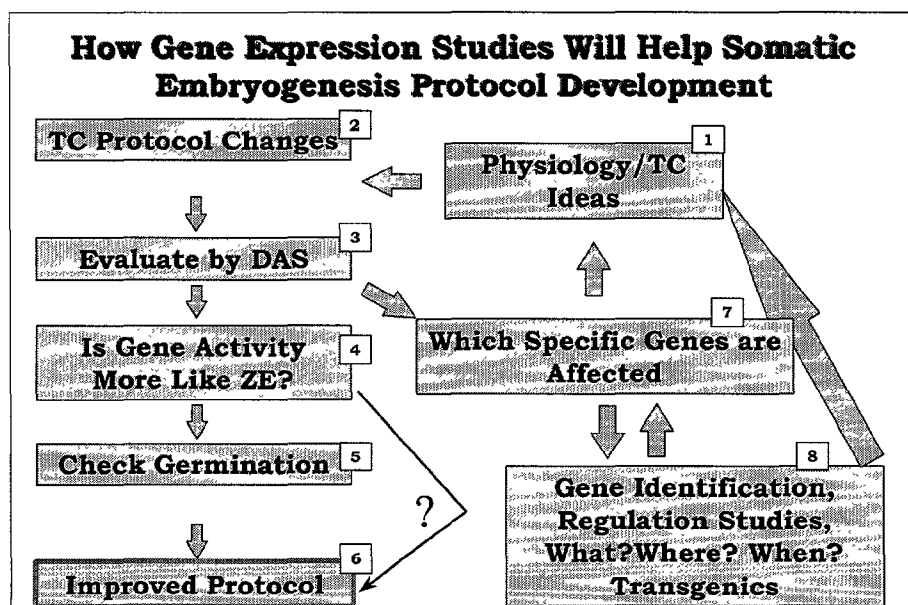 How Gene Expression Studies Will Help Somatic
Embryogenesis Protocol Development
2
TC Protocol Changes
1
Physiology/TC
Ideas
3
Evaluate by DAS
7
Which Specific Genes are
Affected
4
Is Gene Activity
More Like ZE?
5
Check Germination
8
Gene Identification,
Regulation Studies,
What?Where? When?
Transgenics
?
6
Improved Protocol